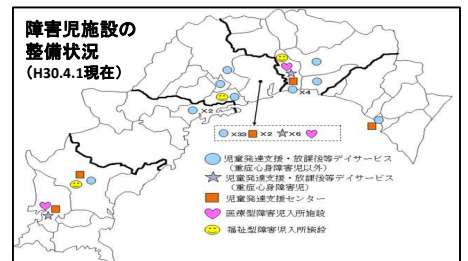 障害児施設の
整備状況
(H30.4.1現在)
×4
×2
×33 ×2 ×5
児童発達支援・放課後等デイサービス
(重症心身障害児以外)
児童発達支援・放課後等デイサービス
(重症心身障害児)
児童発達支援センター
医療型障害児入所施設
福祉型障害児入所施設